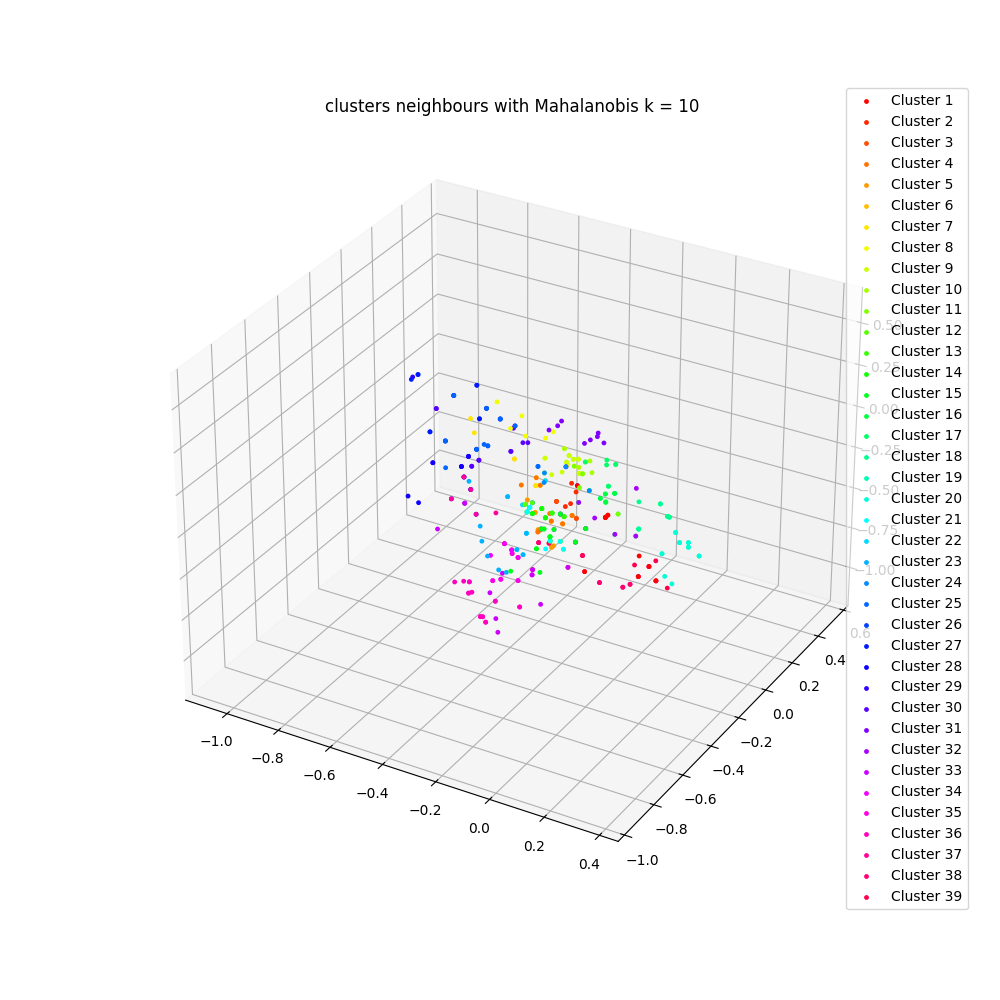 clusters neighbours with Mahalanobis k = 10
Cluster 1
Cluster 2
Cluster 3
Cluster 4
Cluster 5
Cluster 6
Cluster 7
Cluster 8
Cluster 9
Cluster 10
Cluster 11
Cluster 12
Cluster 13
Cluster 14
Cluster 15
Cluster 16
Cluster 17
Cluster 18
Cluster 19
Cluster 20
Cluster 21
Cluster 22
Cluster 23
Cluster 24
Cluster 25
Cluster 26
Cluster 27
Cluster 28
Cluster 29
Cluster 30
Cluster 31
Cluster 32
Cluster 33
Cluster 34
Cluster 35
Cluster 36
Cluster 37
Cluster 38
Cluster 39
0.50
0.25
0.00
−0.25
−0.50
−0.75
−1.00
0.6
0.4
0.2
0.0
−0.2
−0.4
−0.6
−0.8
−1.0
−1.0
−0.8
−0.6
−0.4
−0.2
0.0
0.2
0.4